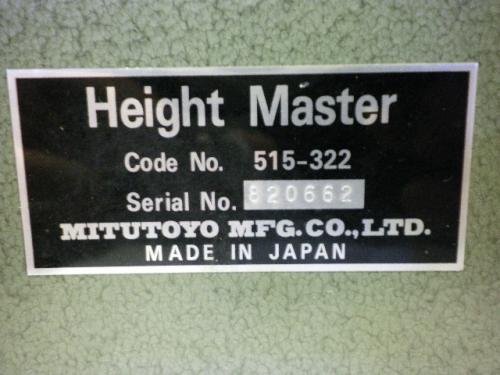 Height Master
Code No. 515-322
Serial No. 820662
MITUTOYO MFG.CO.,LTD.
MADE IN JAPAN